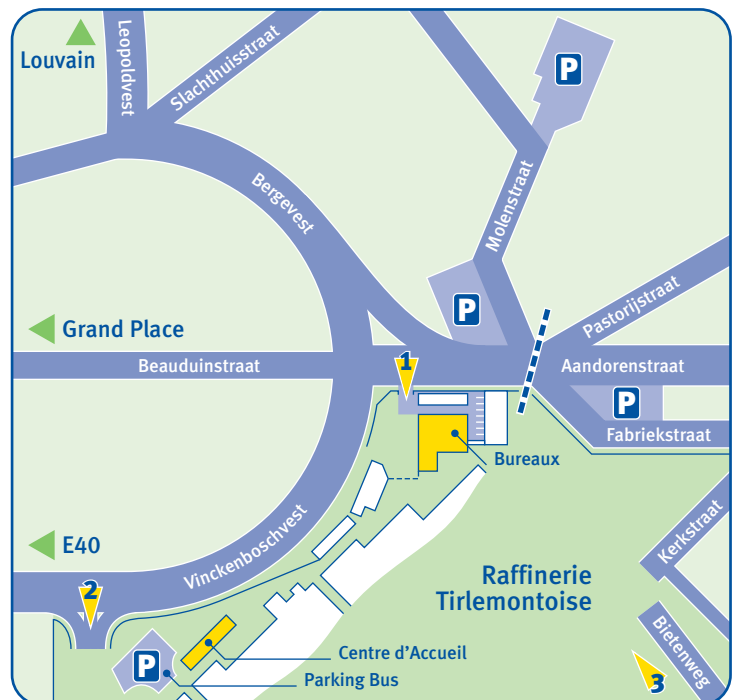 Louvain
Leopoldvest
Slachthuisstraat
P
Bergevest
Molenstraat
Grand Place
P
Pastorijstraat
Beauduinstraat
1
Aandorenstraat
P
Fabriekstraat
Bureaux
E40
Vinckenboschvest
Kerkstraat
2
Raffinerie
Tirlemontoise
Bietenweg
Centre d'Accueil
P
Parking Bus
3